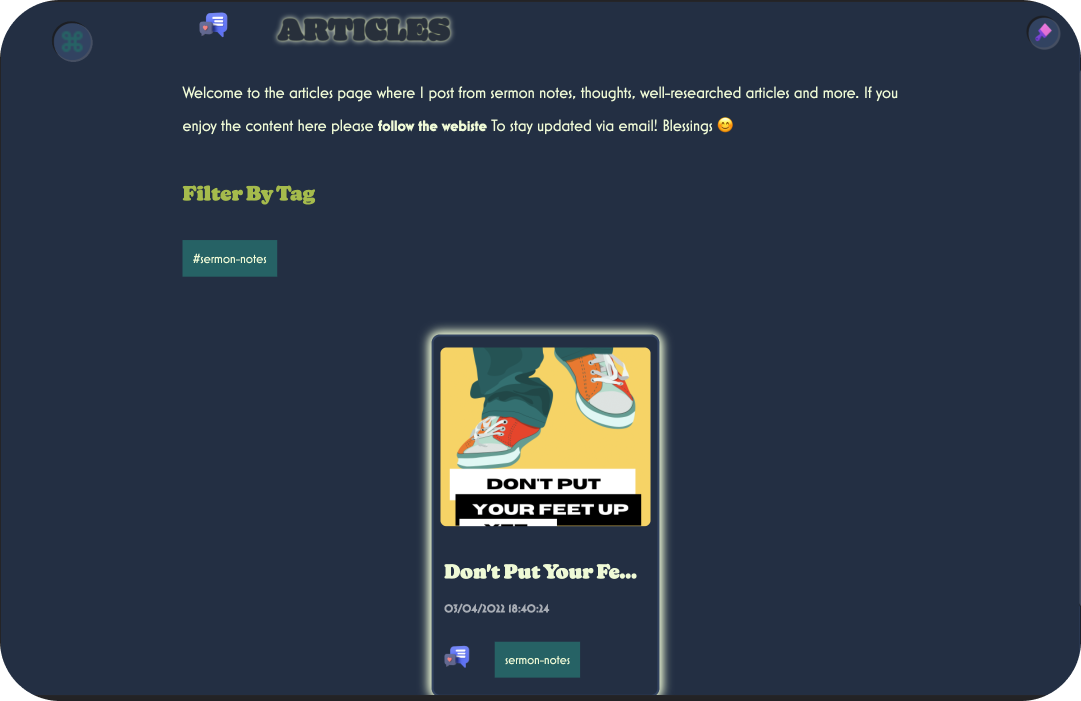 ARTICLES
Welcome to the articles page where I post from sermon notes, thoughts, well-researched articles and more. If you
enjoy the content here please follow the webiste To stay updated via email! Blessings 😊
Filter By Tag
#sermon-notes
DON'T PUT
YOUR FEET UP
YET
Don't Put Your Fe...
03/04/2022 18:40:24
sermon-notes